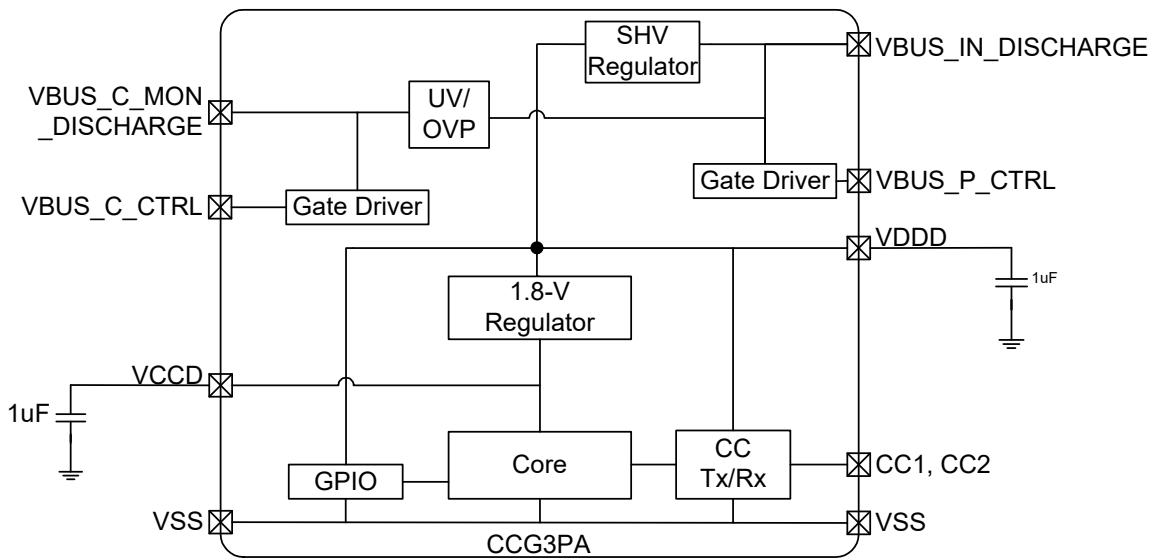 SHV
Regulator
VBUS_IN_DISCHARGE
VBUS_C_MON
_DISCHARGE
UV/
OVP
Gate Driver
VBUS_P_CTRL
VBUS_C_CTRL
Gate Driver
VDDD
1uF
1.8-V
Regulator
VCCD
1uF
Core
CC
Tx/Rx
CC1, CC2
GPIO
VSS
VSS
CCG3PA